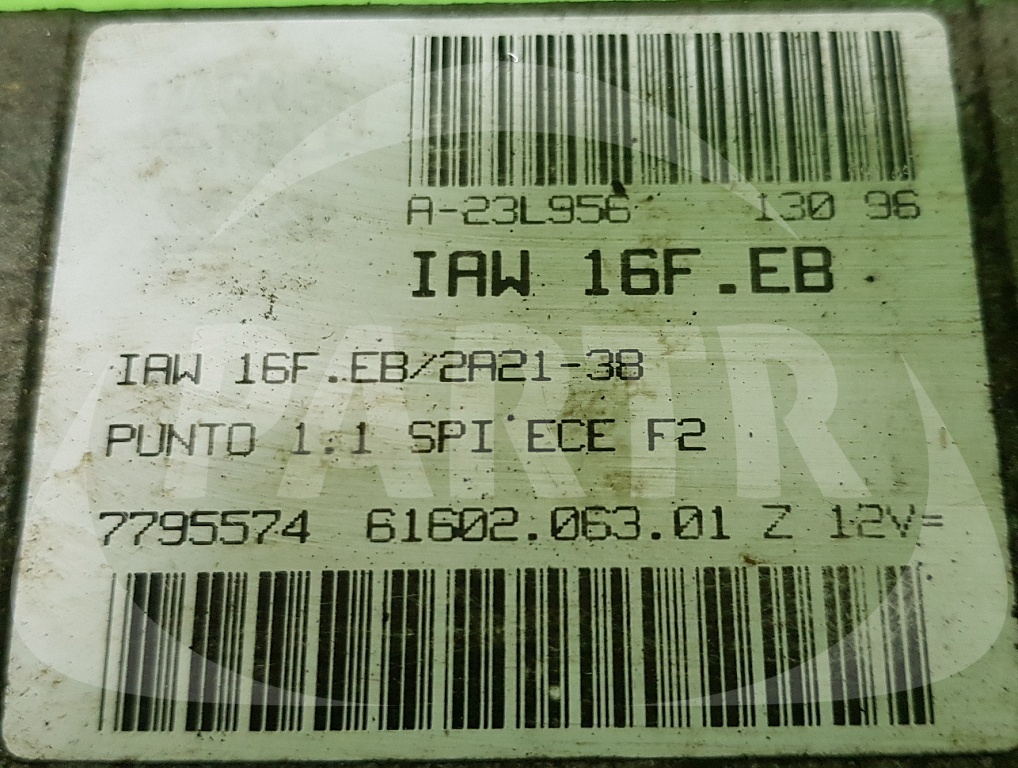 A-23L956 130 96
IAW 16F.EB
IAW 16F.EB/2A21-38
PARTR
PUNTO 1.1 SPI ECE F2
7795574 61602.063.01 Z 12V=